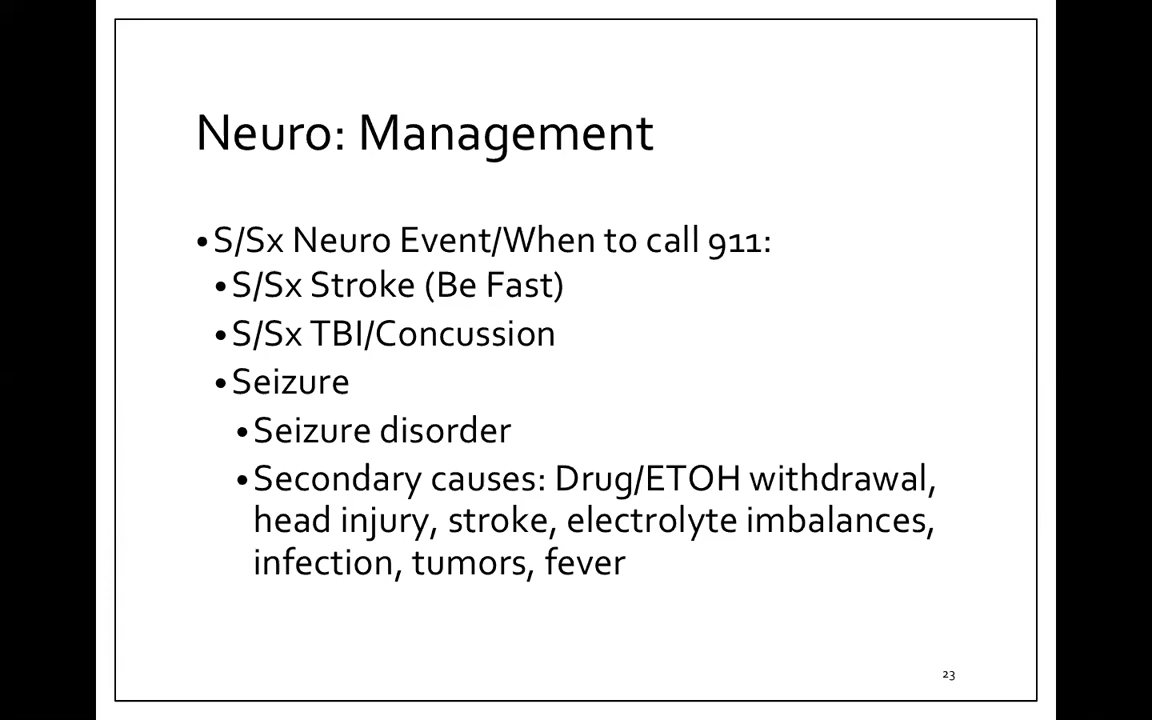 Neuro: Management
• S/Sx Neuro Event/When to call 911:
• S/Sx Stroke (Be Fast)
• S/Sx TBI/Concussion
• Seizure
• Seizure disorder
• Secondary causes: Drug/ETOH withdrawal,
head injury, stroke, electrolyte imbalances,
infection, tumors, fever
23